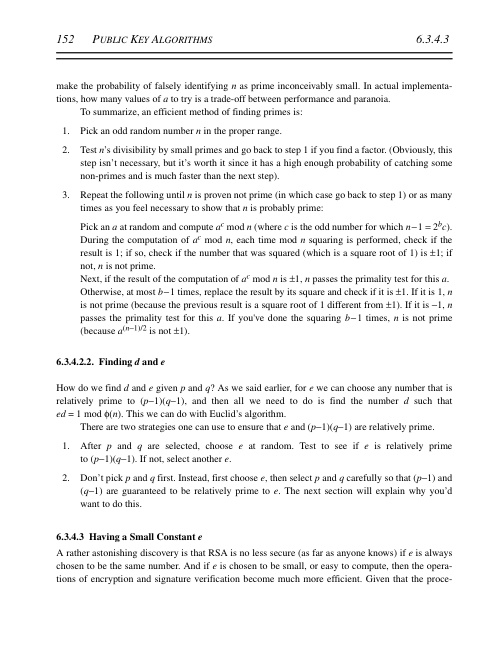 152 PUBLIC KEY ALGORITHMS 6.3.4.3
make the probability of falsely identifying n as prime inconceivably small. In actual implementa-
tions, how many values of a to try is a trade-off between performance and paranoia.
To summarize, an efficient method of finding primes is:
1. Pick an odd random number n in the proper range.
2. Test n’s divisibility by small primes and go back to step 1 if you find a factor. (Obviously, this
step isn’t necessary, but it’s worth it since it has a high enough probability of catching some
non-primes and is much faster than the next step).
3. Repeat the following until n is proven not prime (in which case go back to step 1) or as many
times as you feel necessary to show that n is probably prime:
Pick an a at random and compute aᶜ mod n (where c is the odd number for which n−1 = 2ᵇc).
During the computation of aᶜ mod n, each time mod n squaring is performed, check if the
result is 1; if so, check if the number that was squared (which is a square root of 1) is ±1; if
not, n is not prime.
Next, if the result of the computation of aᶜ mod n is ±1, n passes the primality test for this a.
Otherwise, at most b−1 times, replace the result by its square and check if it is ±1. If it is 1, n
is not prime (because the previous result is a square root of 1 different from ±1). If it is −1, n
passes the primality test for this a. If you've done the squaring b−1 times, n is not prime
(because a⁽ⁿ⁻¹⁾ᐟ² is not ±1).
6.3.4.2.2. Finding d and e
How do we find d and e given p and q? As we said earlier, for e we can choose any number that is
relatively prime to (p−1)(q−1), and then all we need to do is find the number d such that
ed = 1 mod ϕ(n). This we can do with Euclid’s algorithm.
There are two strategies one can use to ensure that e and (p−1)(q−1) are relatively prime.
1. After p and q are selected, choose e at random. Test to see if e is relatively prime
to (p−1)(q−1). If not, select another e.
2. Don’t pick p and q first. Instead, first choose e, then select p and q carefully so that (p−1) and
(q−1) are guaranteed to be relatively prime to e. The next section will explain why you’d
want to do this.
6.3.4.3 Having a Small Constant e
A rather astonishing discovery is that RSA is no less secure (as far as anyone knows) if e is always
chosen to be the same number. And if e is chosen to be small, or easy to compute, then the opera-
tions of encryption and signature verification become much more efficient. Given that the proce-